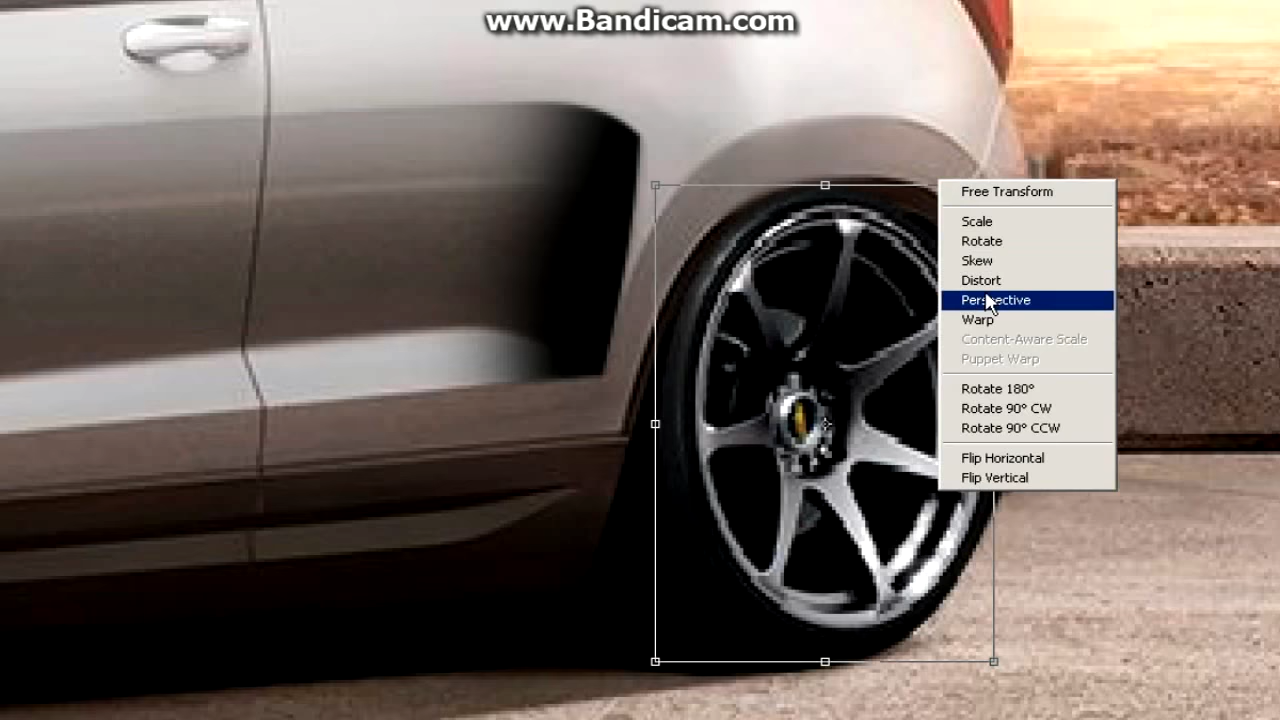 www.Bandicam.com
Free Transform
Scale
Rotate
Skew
Distort
Perspective
Warp
Content-Aware Scale
Puppet Warp
Rotate 180°
Rotate 90° CW
Rotate 90° CCW
Flip Horizontal
Flip Vertical